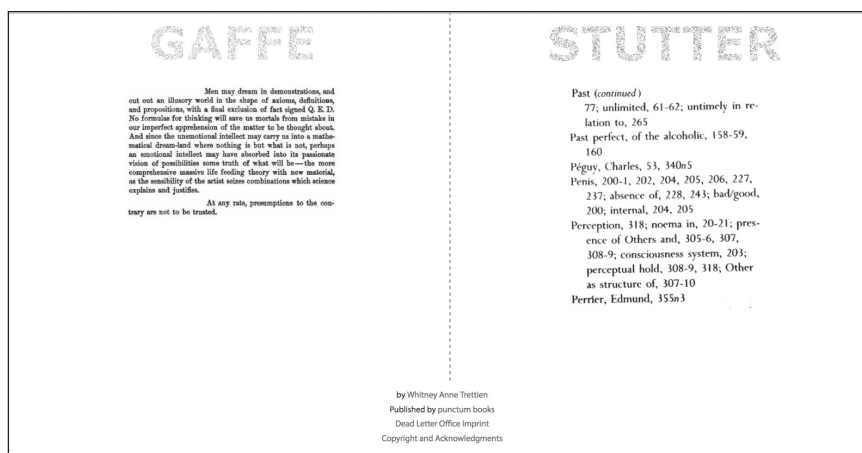 GAFFE
Men may dream in demonstrations, and
cut out an illusory world in the shape of axioms, definitions,
and propositions, with a final exclusion of fact signed Q. E. D.
No formulas for thinking will save us mortals from mistake in
our imperfect apprehension of the matter to be thought about.
And since the unemotional intellect may carry us into a mathe-
matical dream-land where nothing is but what is not, perhaps
an emotional intellect may have absorbed into its passionate
vision of possibilities some truth of what will be—the more
comprehensive massive life feeding theory with new material,
as the sensibility of the artist seizes combinations which science
explains and justifies.
At any rate, presumptions to the con-
trary are not to be trusted.
STUTTER
Past (continued)
77; unlimited, 61-62; untimely in re-
lation to, 265
Past perfect, of the alcoholic, 158-59,
160
Péguy, Charles, 53, 340n5
Penis, 200-1, 202, 204, 205, 206, 227,
237; absence of, 228, 243; bad/good,
200; internal, 204, 205
Perception, 318; noema in, 20-21; pres-
ence of Others and, 305-6, 307,
308-9; consciousness system, 203;
perceptual hold, 308-9, 318; Other
as structure of, 307-10
Perrier, Edmund, 355n3
by Whitney Anne Trettien
Published by punctum books
Dead Letter Office Imprint
Copyright and Acknowledgments